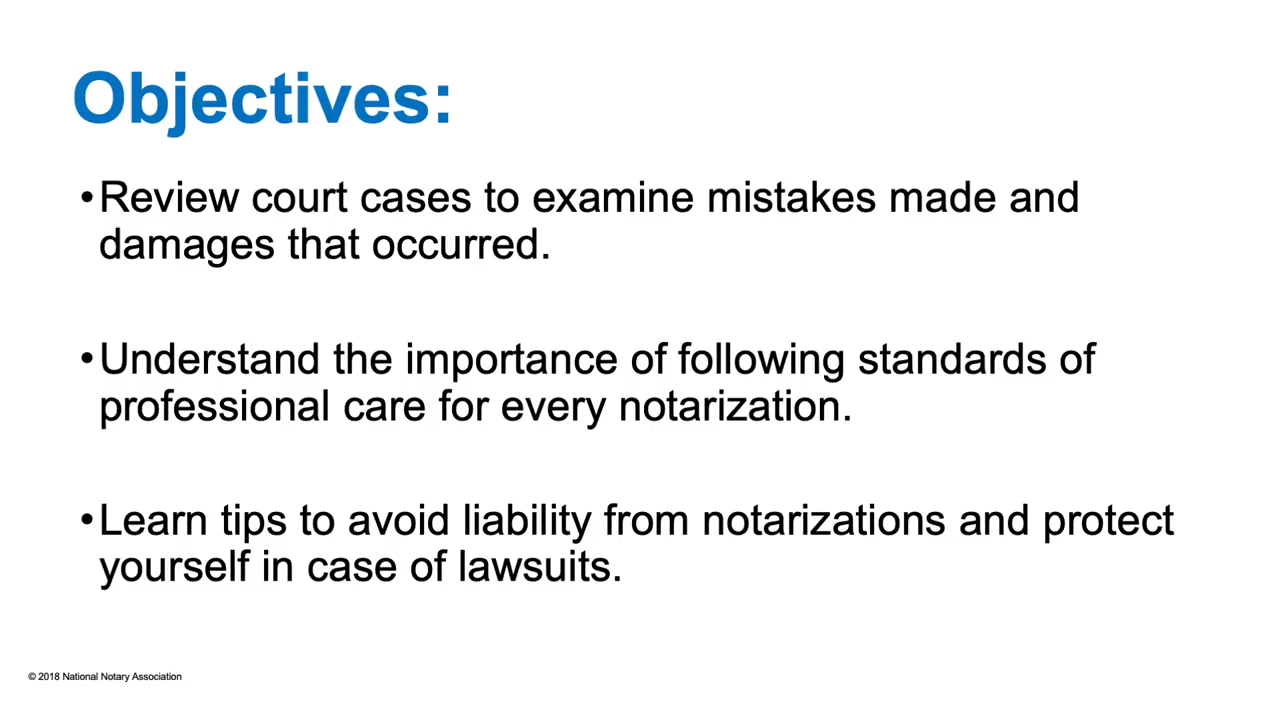 Objectives:
•Review court cases to examine mistakes made and
damages that occurred.
•Understand the importance of following standards of
professional care for every notarization.
•Learn tips to avoid liability from notarizations and protect
yourself in case of lawsuits.
© 2018 National Notary Association